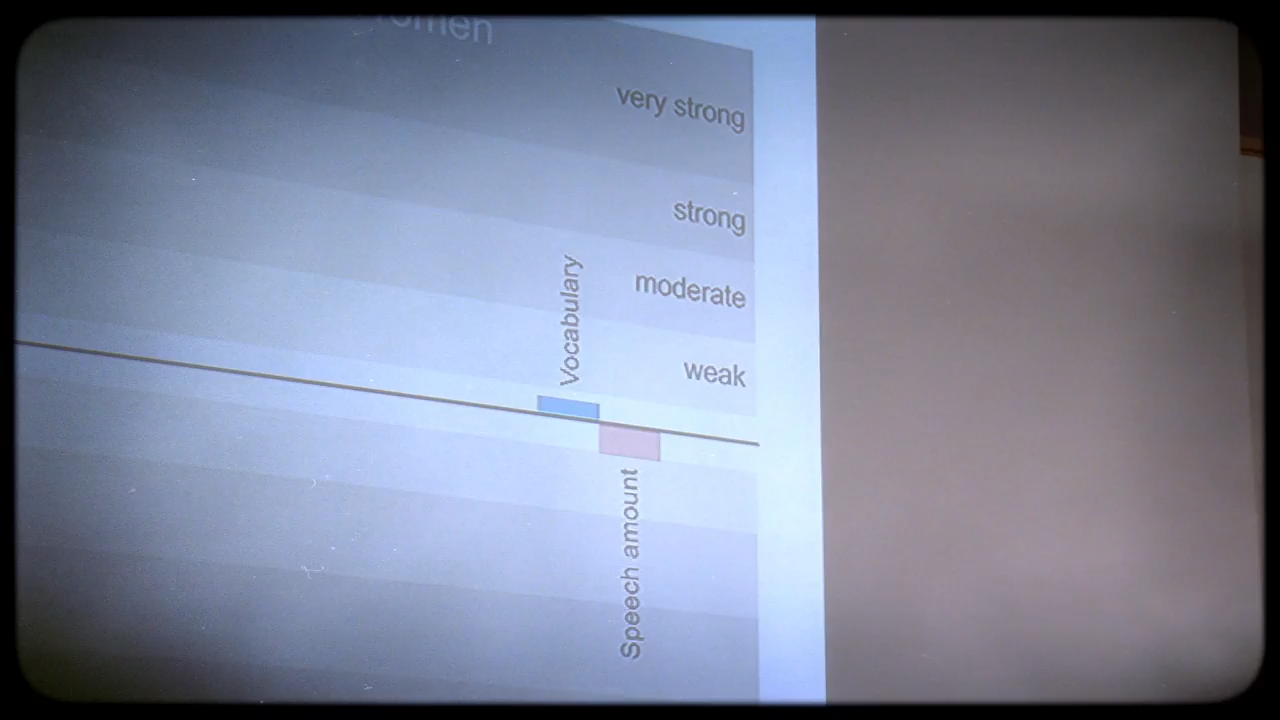 very strong
strong
moderate
weak
Vocabulary
Speech amount